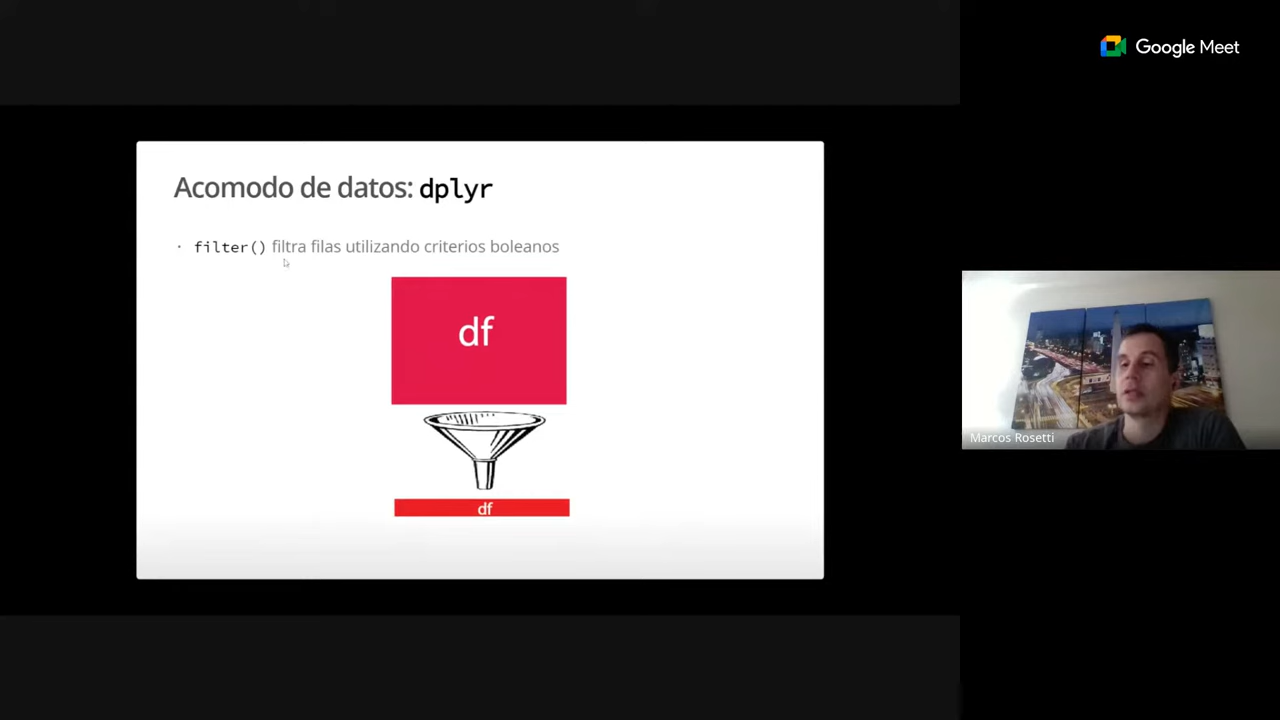 Google Meet
Acomodo de datos: dplyr
· filter() filtra filas utilizando criterios boleanos
df
df
Marcos Rosetti